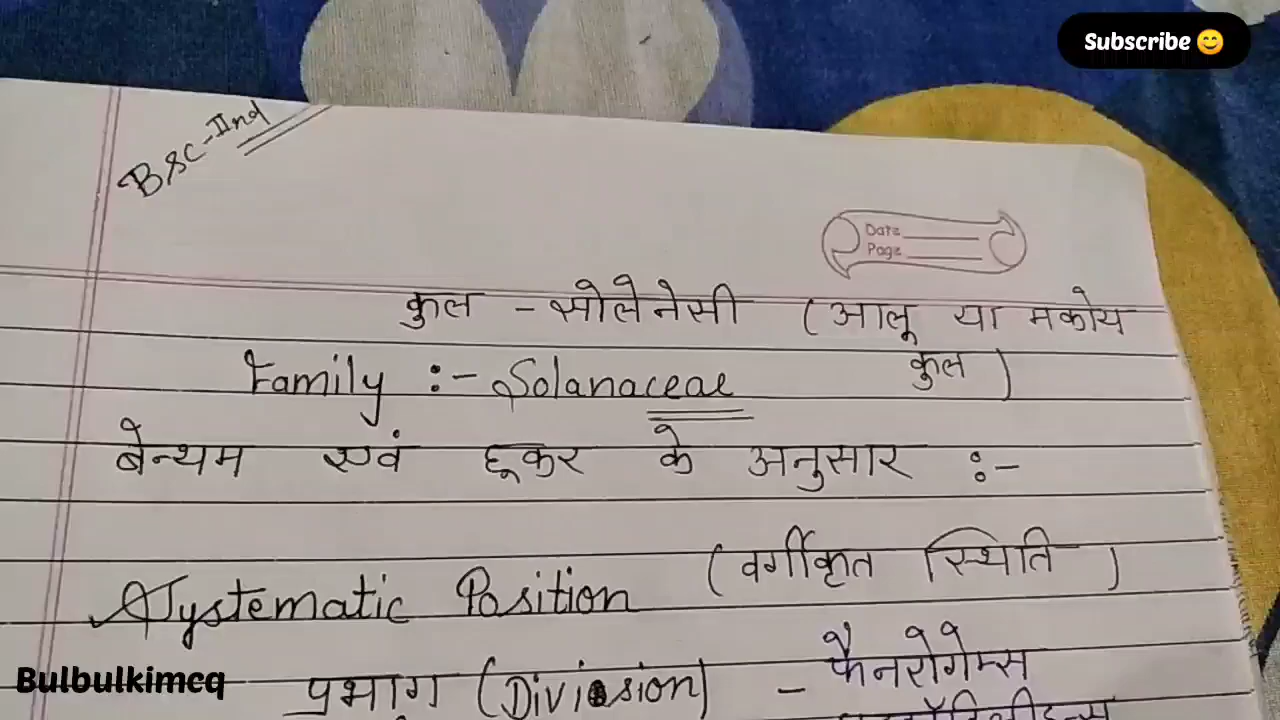 Subscribe 😊
BSC-IInd
Date
Page
कुल - सोलेनेसी (आलू या मकोय
कुल)
Family :- Solanaceae
बेन्थम एवं हूकर के अनुसार :-
Systematic Position (वर्गीकृत स्थिति)
प्रभाग (Division) - फैनरोगेम्स
Bulbulkimcq